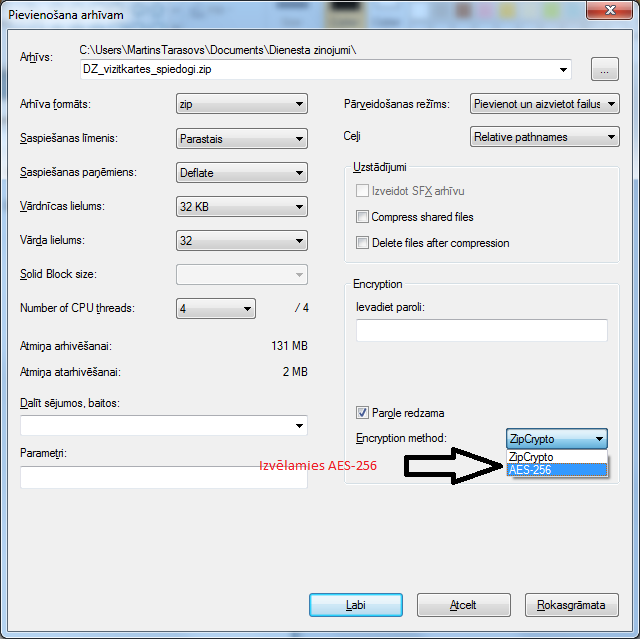 Pievienošana arhīvam
Arhīvs:
C:\Users\MartinsTarasovs\Documents\Dienesta zinojumi\
DZ_vizitkartes_spiedogi.zip
...
Arhīva formāts:
zip
Saspiešanas līmenis:
Parastais
Saspiešanas paņēmiens:
Deflate
Vārdnīcas lielums:
32 KB
Vārda lielums:
32
Solid Block size:
Number of CPU threads:
4
/ 4
Atmiņa arhivēšanai:
131 MB
Atmiņa atarhivēšanai:
2 MB
Dalīt sējumos, baitos:
Parametri:
Pārveidošanas režīms:
Pievienot un aizvietot failus
Ceļi
Relative pathnames
Uzstādījumi
Izveidot SFX arhīvu
Compress shared files
Delete files after compression
Encryption
Ievadiet paroli:
Parole redzama
Encryption method:
ZipCrypto
ZipCrypto
AES-256
Izvēlamies AES-256
Labi
Atcelt
Rokasgrāmata